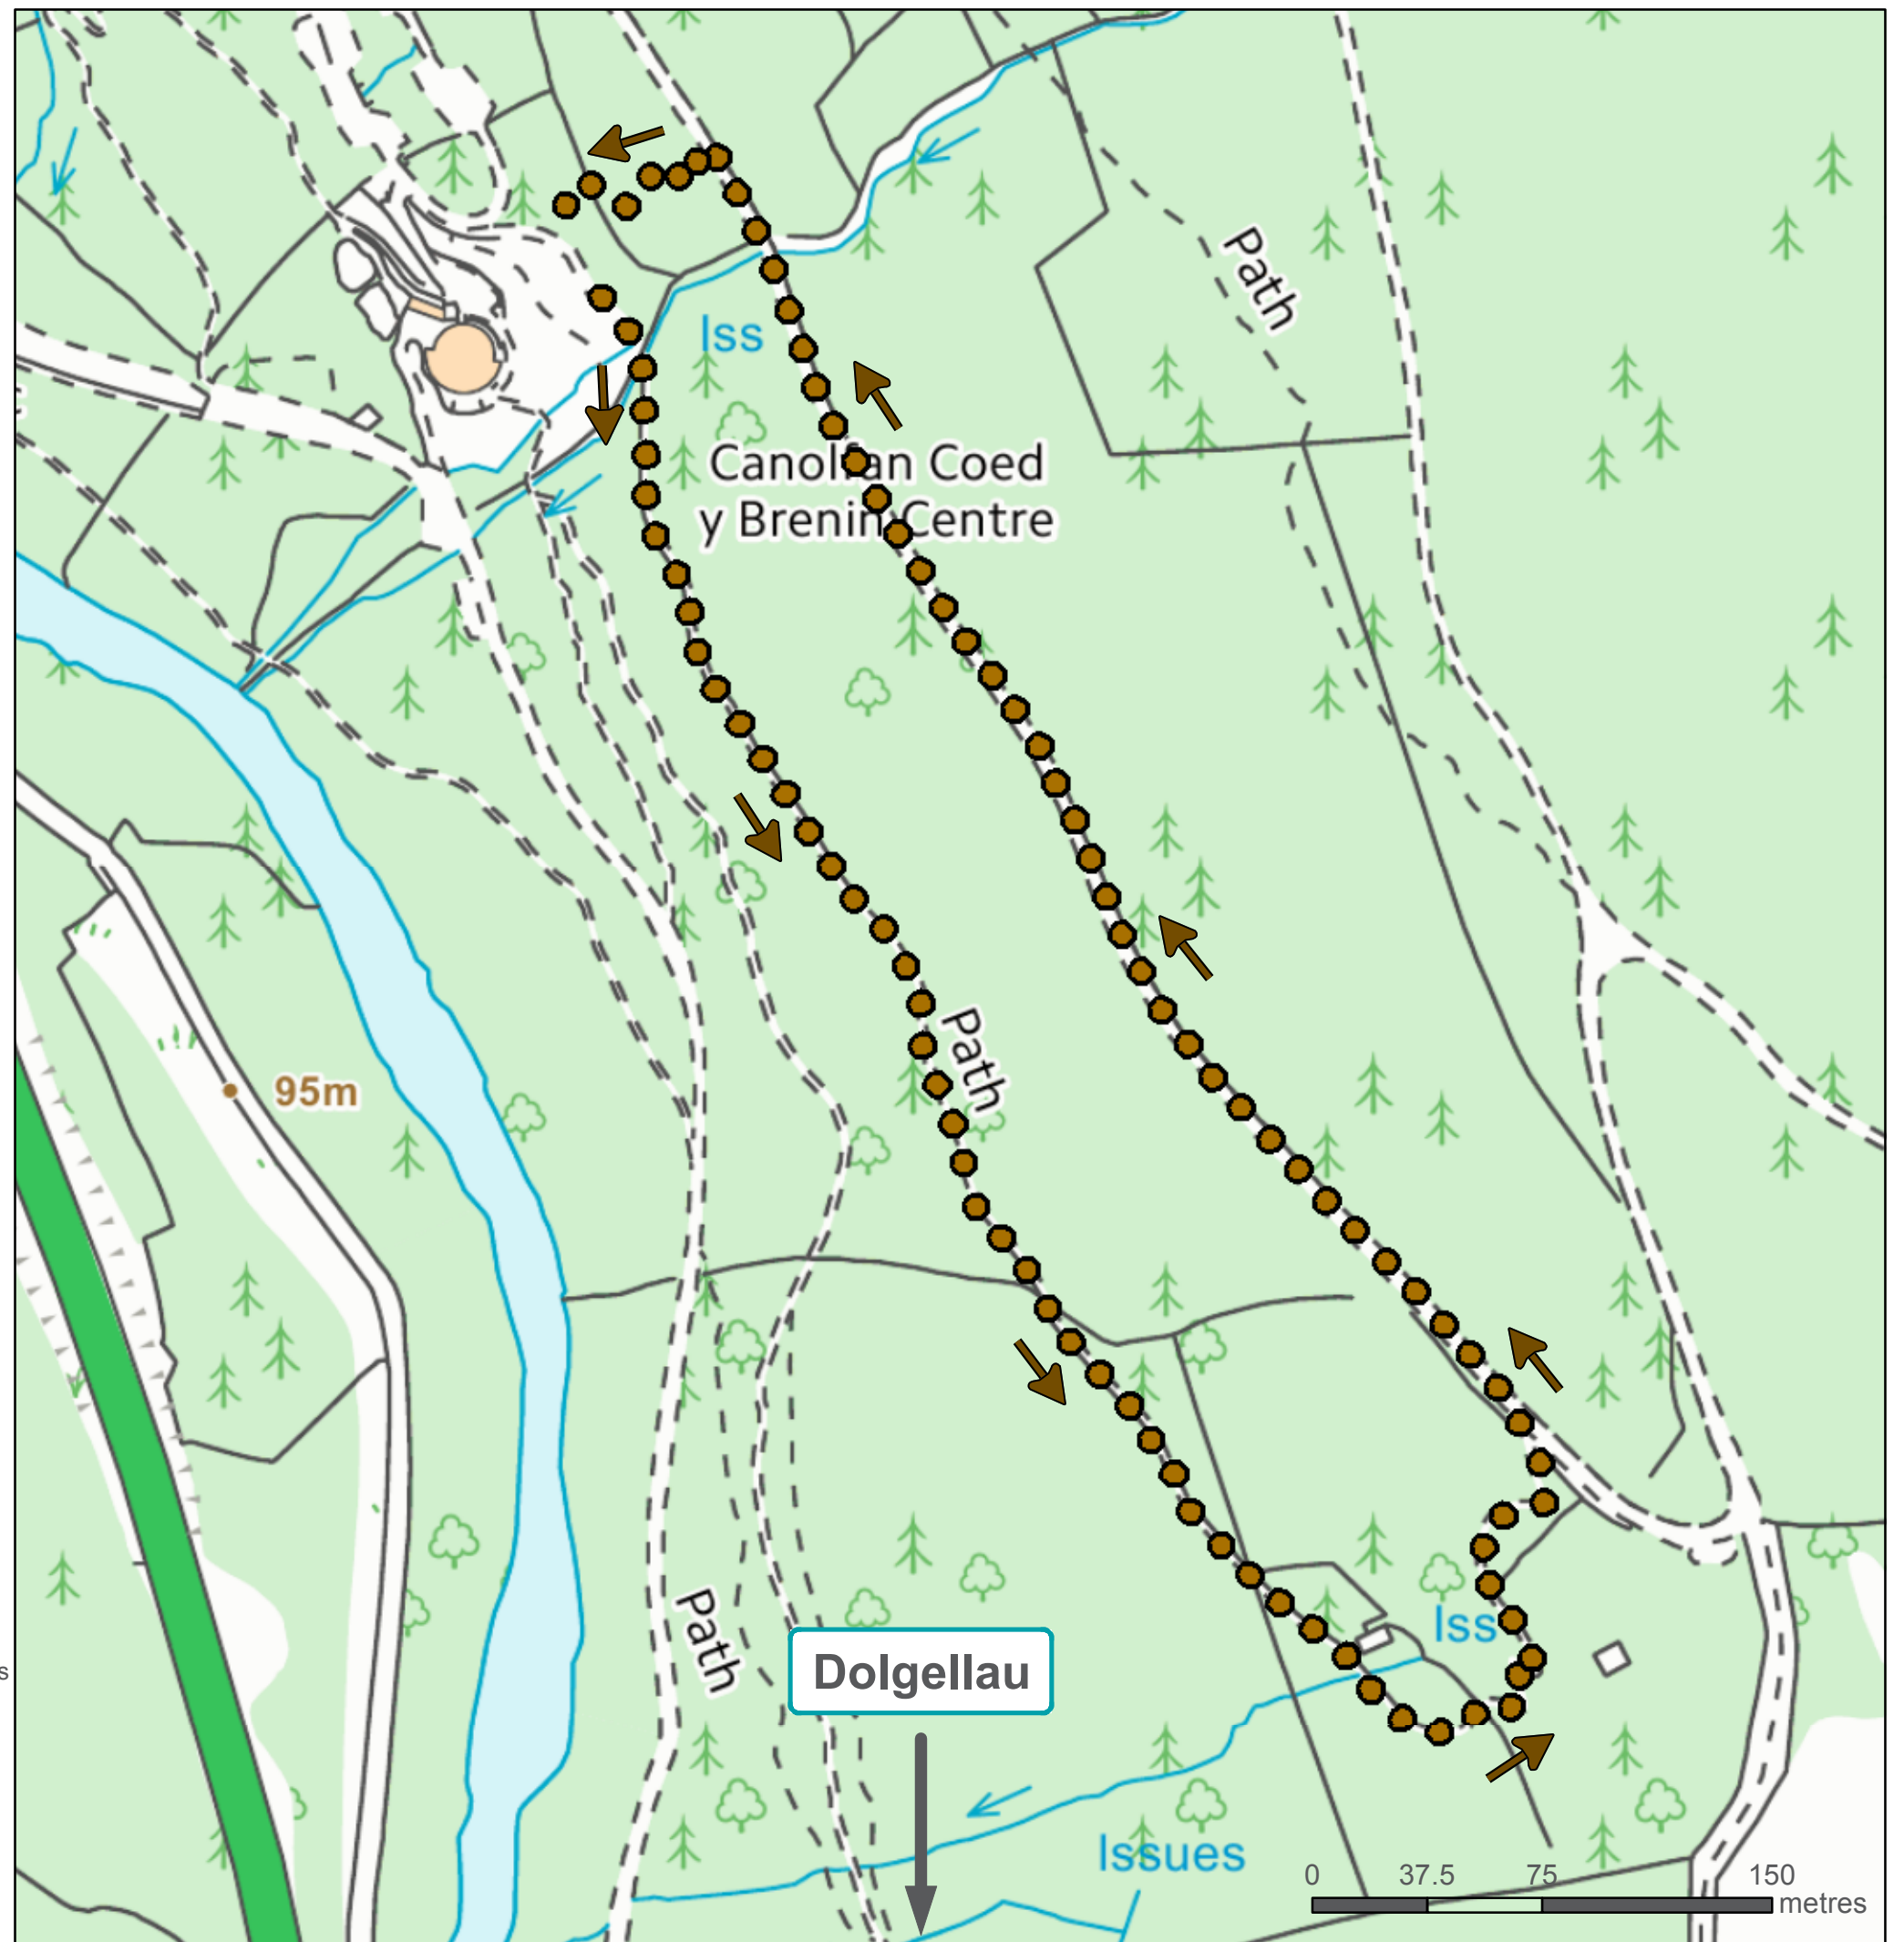 Path
Iss
Canolfan Coed
y Brenin Centre
Path
95m
Iss
Path
Dolgellau
Issues
0 37.5 75 150
metres